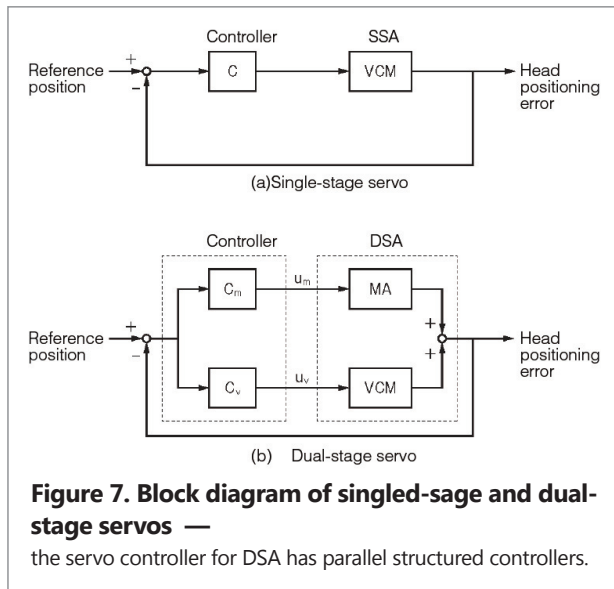 Controller
SSA
Reference position
+
−
C
VCM
Head positioning error
(a)Single-stage servo
Controller
DSA
Cm
um
MA
Reference position
+
−
+
+
Head positioning error
Cv
uv
VCM
(b) Dual-stage servo
Figure 7. Block diagram of singled-sage and dual-
stage servos —
the servo controller for DSA has parallel structured controllers.